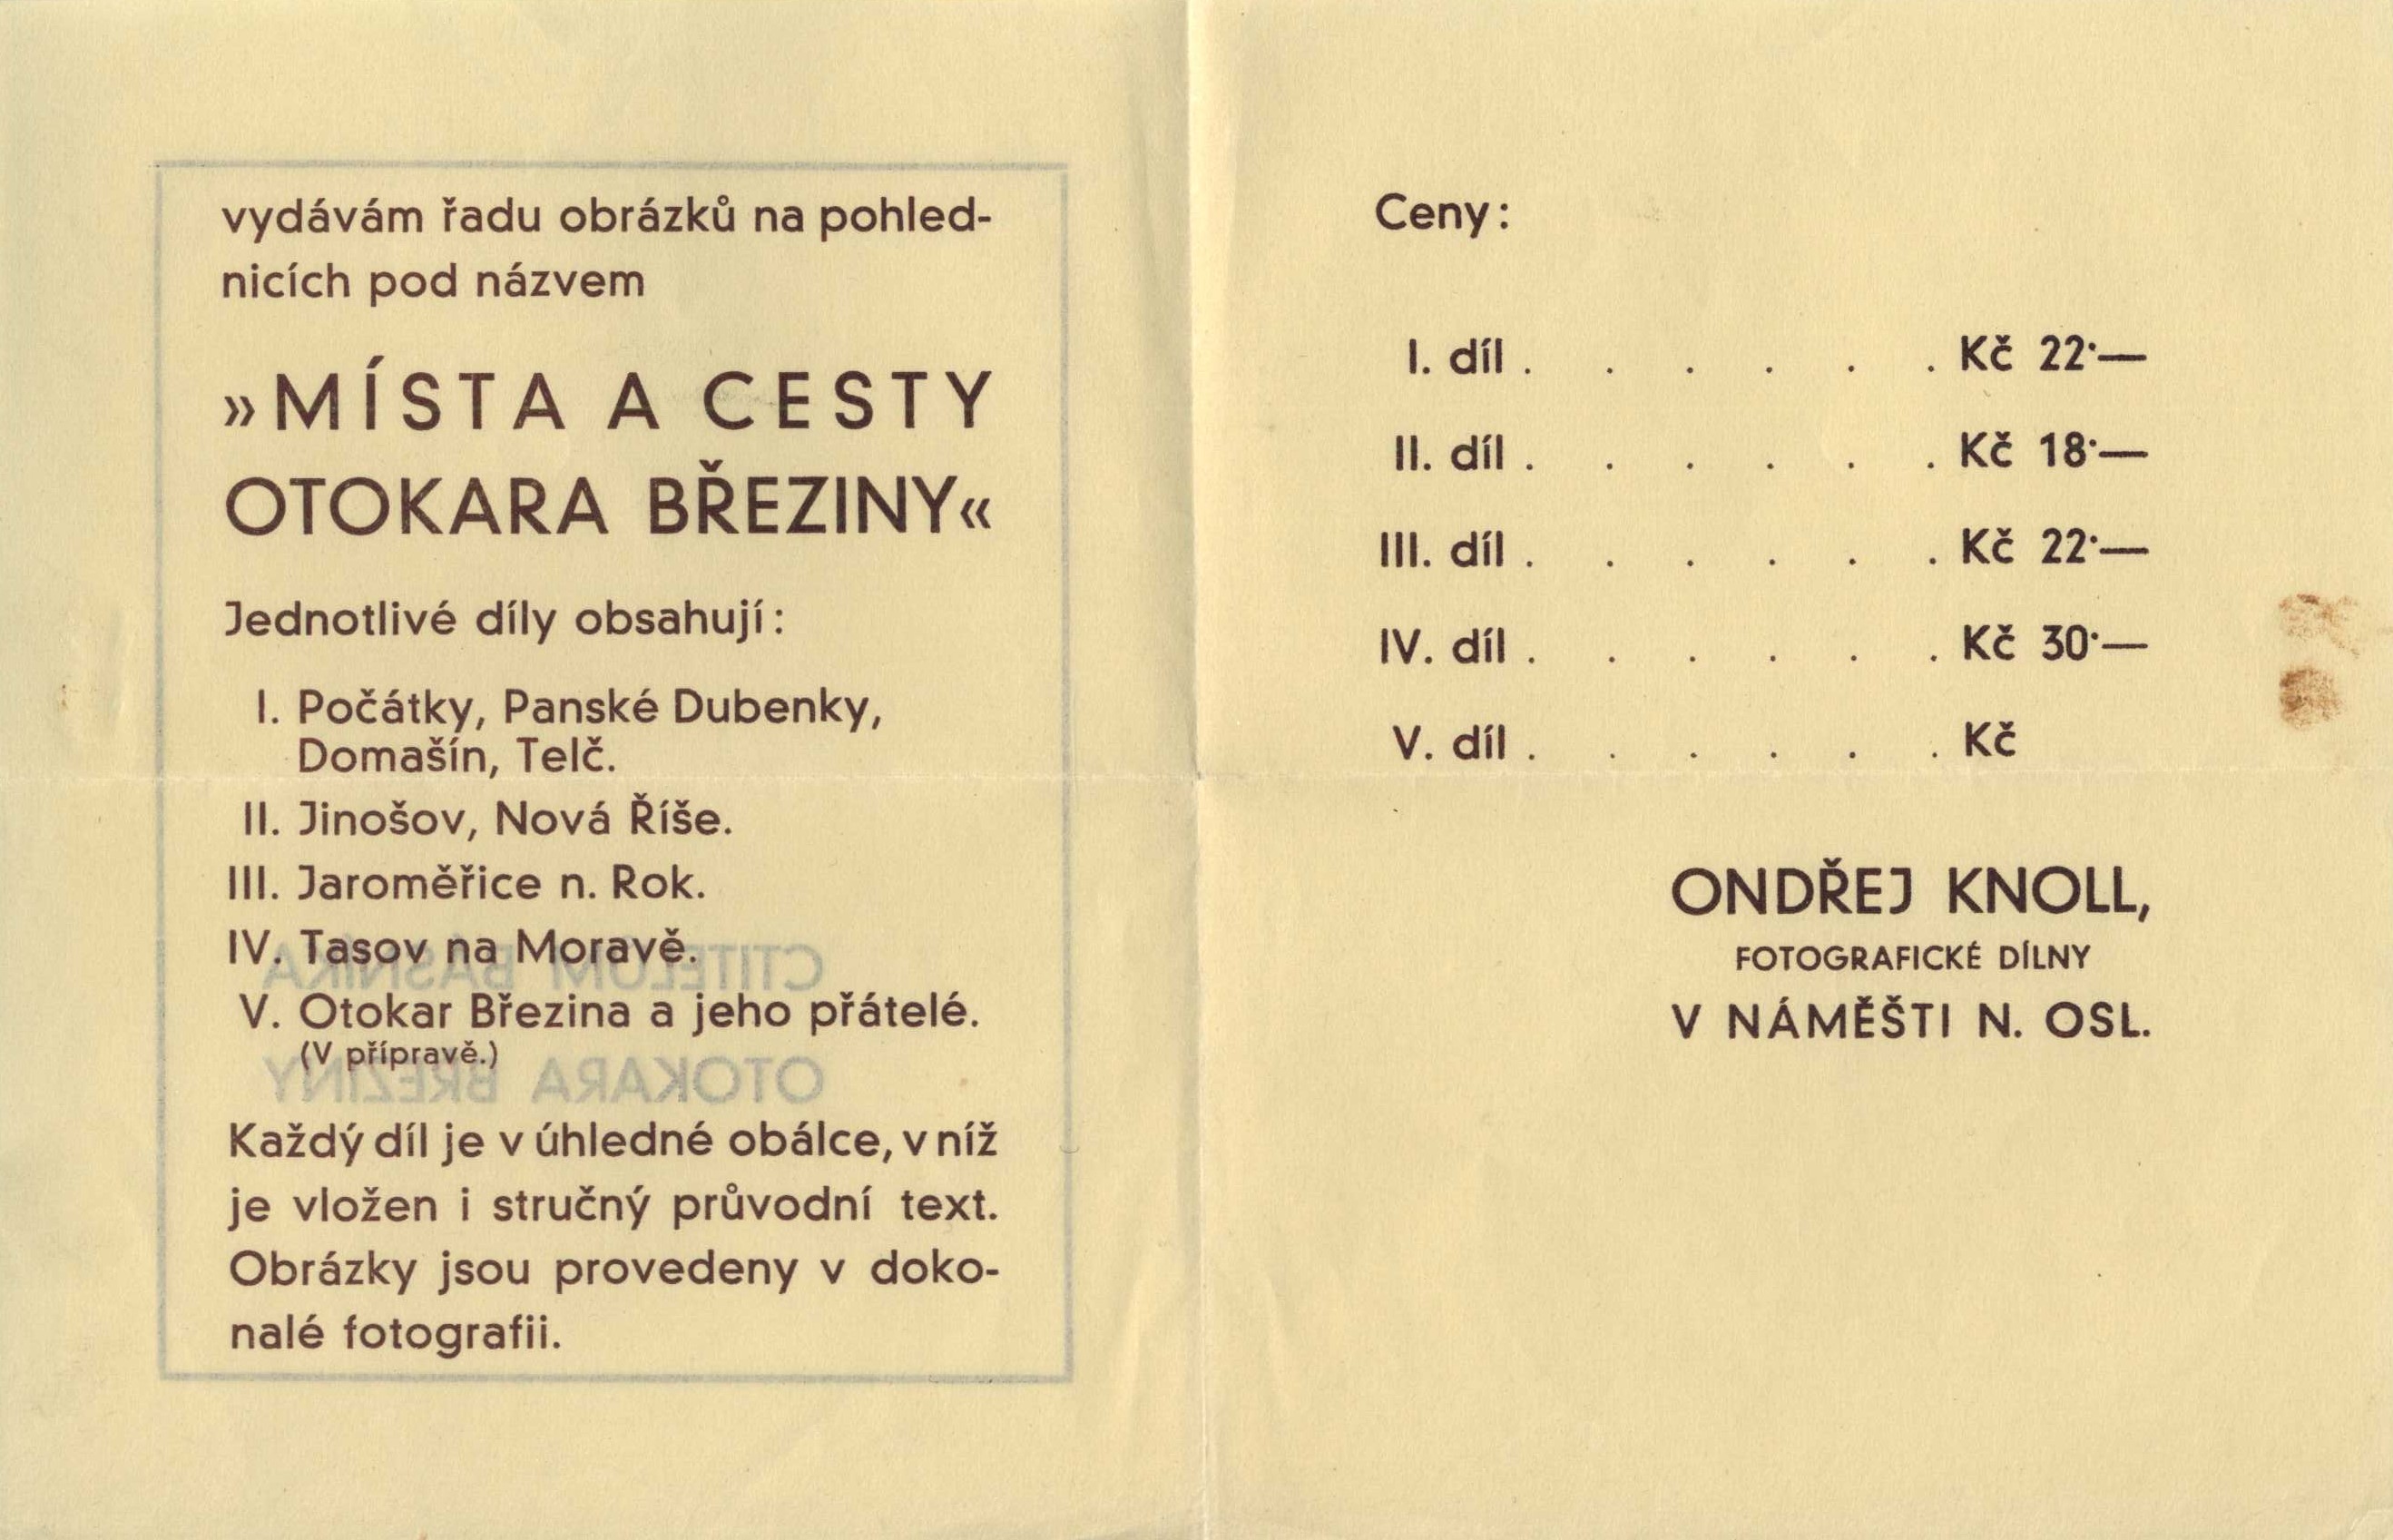 vydávám řadu obrázků na pohled-
nicích pod názvem
»MÍSTA A CESTY
OTOKARA BŘEZINY«
Jednotlivé díly obsahují:
I. Počátky, Panské Dubenky,
Domašín, Telč.
II. Jinošov, Nová Říše.
III. Jaroměřice n. Rok.
IV. Tasov na Moravě.
V. Otokar Březina a jeho přátelé.
(V přípravě.)
Každý díl je v úhledné obálce, v níž
je vložen i stručný průvodní text.
Obrázky jsou provedeny v doko-
nalé fotografii.
CTITELŮM BÁSNÍKA
OTOKARA BŘEZINY
Ceny:
I. díl . . . . . . Kč 22·—
II. díl . . . . . . Kč 18·—
III. díl . . . . . . Kč 22·—
IV. díl . . . . . . Kč 30·—
V. díl . . . . . . Kč
ONDŘEJ KNOLL,
FOTOGRAFICKÉ DÍLNY
V NÁMĚŠTI N. OSL.